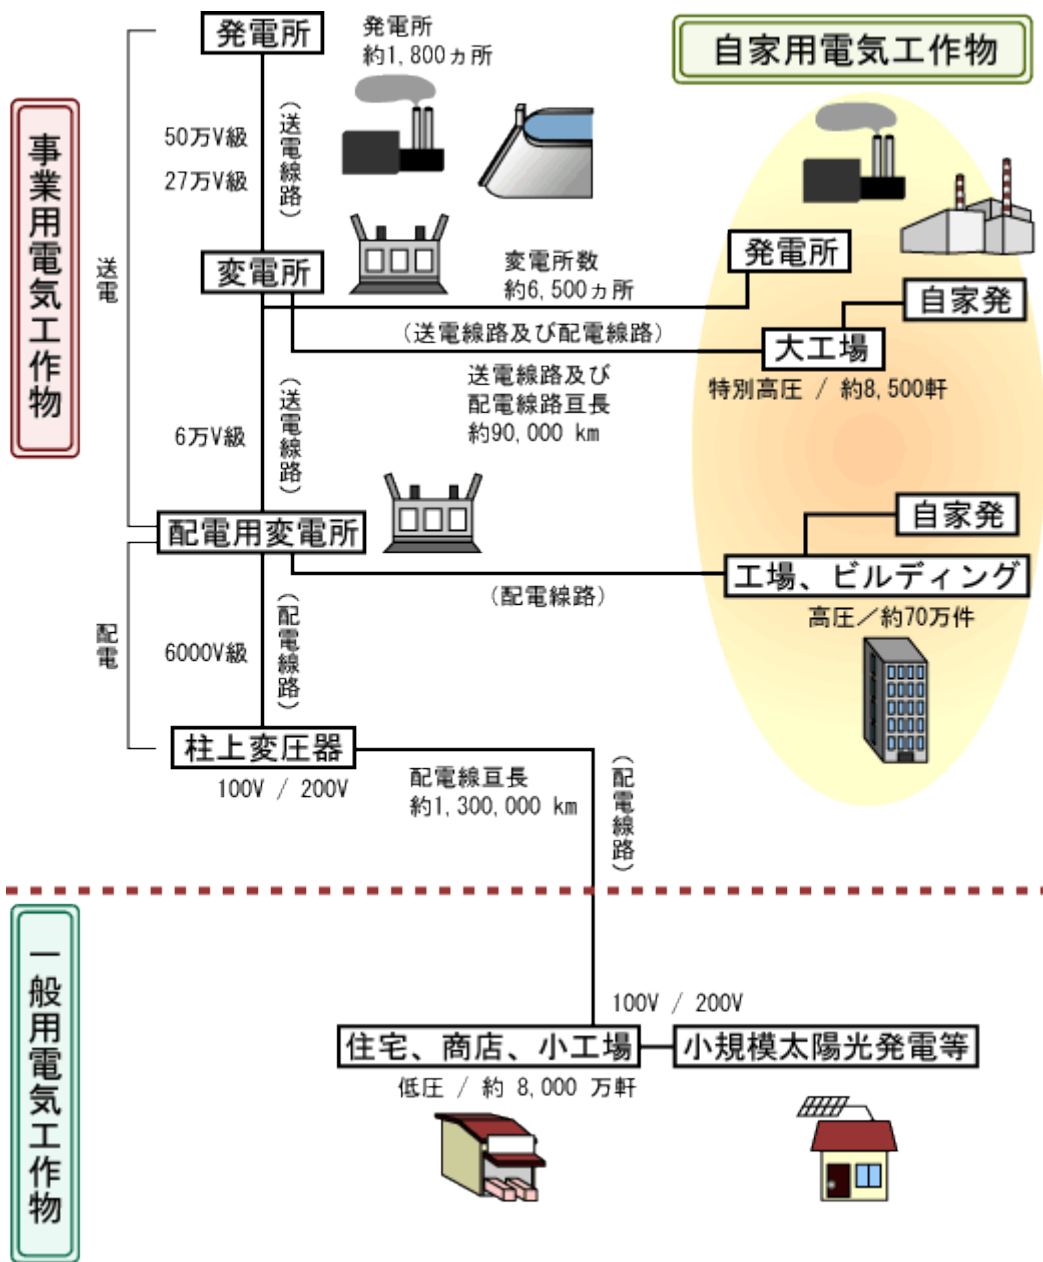 発電所
発電所
約1,800ヵ所
自家用電気工作物
事業用電気工作物
50万V級
27万V級
（送電線路）
送電
変電所
変電所数
約6,500ヵ所
発電所
自家発
（送電線路及び配電線路）
大工場
特別高圧 / 約8,500軒
送電線路及び
配電線路亘長
約90,000 km
6万V級
（送電線路）
配電用変電所
自家発
工場、ビルディング
（配電線路）
高圧／約70万件
配電
6000V級
（配電線路）
柱上変圧器
100V / 200V
配電線亘長
約1,300,000 km
（配電線路）
一般用電気工作物
100V / 200V
住宅、商店、小工場
小規模太陽光発電等
低圧 / 約 8,000 万軒